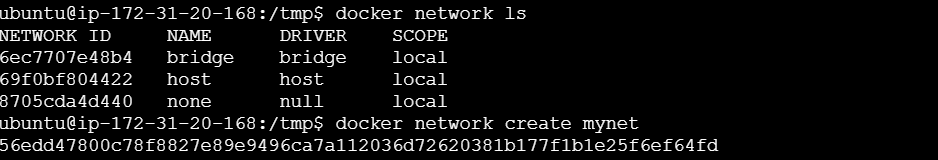 ubuntu@ip-172-31-20-168:/tmp$ docker network ls
NETWORK ID     NAME      DRIVER    SCOPE
6ec7707e48b4   bridge    bridge    local
69f0bf804422   host      host      local
8705cda4d440   none      null      local
ubuntu@ip-172-31-20-168:/tmp$ docker network create mynet
56edd47800c78f8827e89e9496ca7a112036d72620381b177f1b1e25f6ef64fd